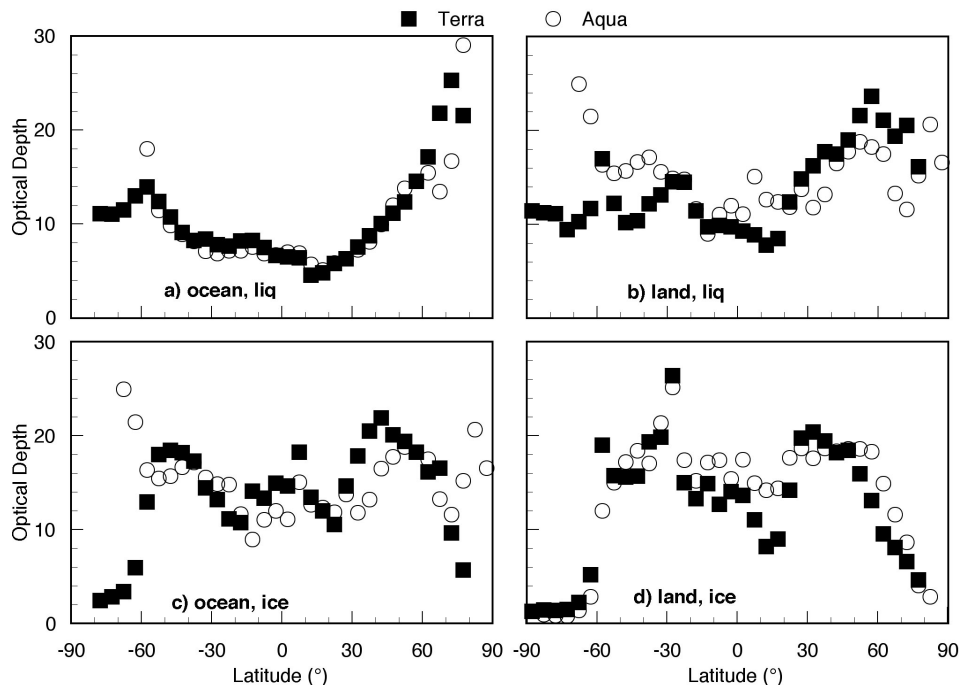 Terra Aqua
30
20
10
0
Optical Depth
a) ocean, liq
b) land, liq
30
20
10
0
Optical Depth
c) ocean, ice
d) land, ice
-90 -60 -30 0 30 60 90 -60 -30 0 30 60 90
Latitude (°) Latitude (°)